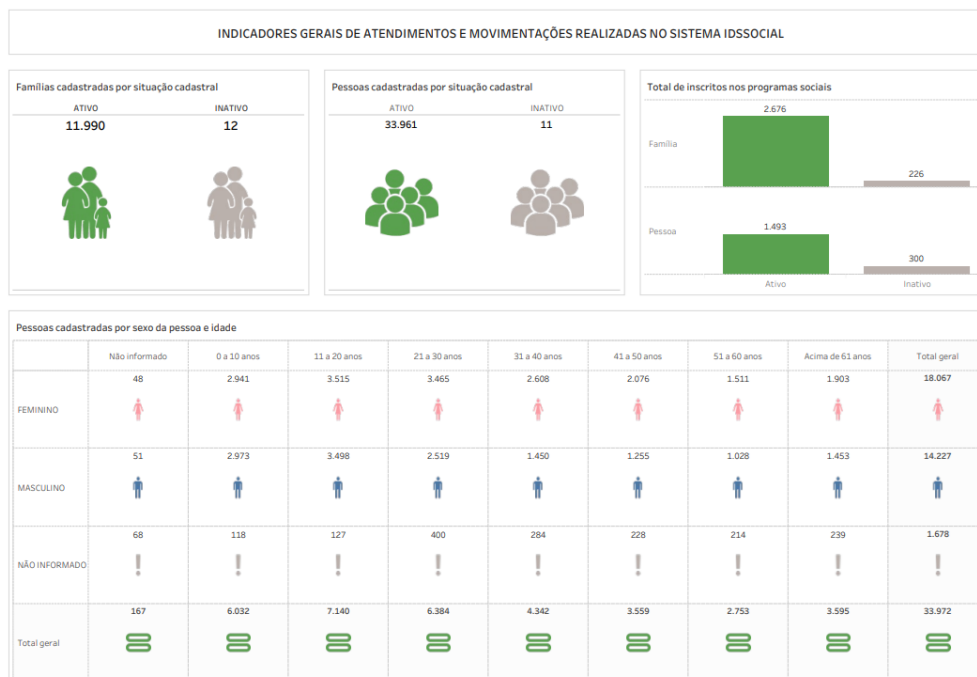 INDICADORES GERAIS DE ATENDIMENTOS E MOVIMENTAÇÕES REALIZADAS NO SISTEMA IDSSOCIAL
Famílias cadastradas por situação cadastral
ATIVO INATIVO
11.990 12
Pessoas cadastradas por situação cadastral
ATIVO INATIVO
33.961 11
Total de inscritos nos programas sociais
2.676
Família
226
1.493
Pessoa
300
Ativo Inativo
Pessoas cadastradas por sexo da pessoa e idade
Não informado 0 a 10 anos 11 a 20 anos 21 a 30 anos 31 a 40 anos 41 a 50 anos 51 a 60 anos Acima de 61 anos Total geral
48 2.941 3.515 3.465 2.608 2.076 1.511 1.903 18.067
FEMININO
51 2.973 3.498 2.519 1.450 1.255 1.028 1.453 14.227
MASCULINO
68 118 127 400 284 228 214 239 1.678
NÃO INFORMADO
167 6.032 7.140 6.384 4.342 3.559 2.753 3.595 33.972
Total geral